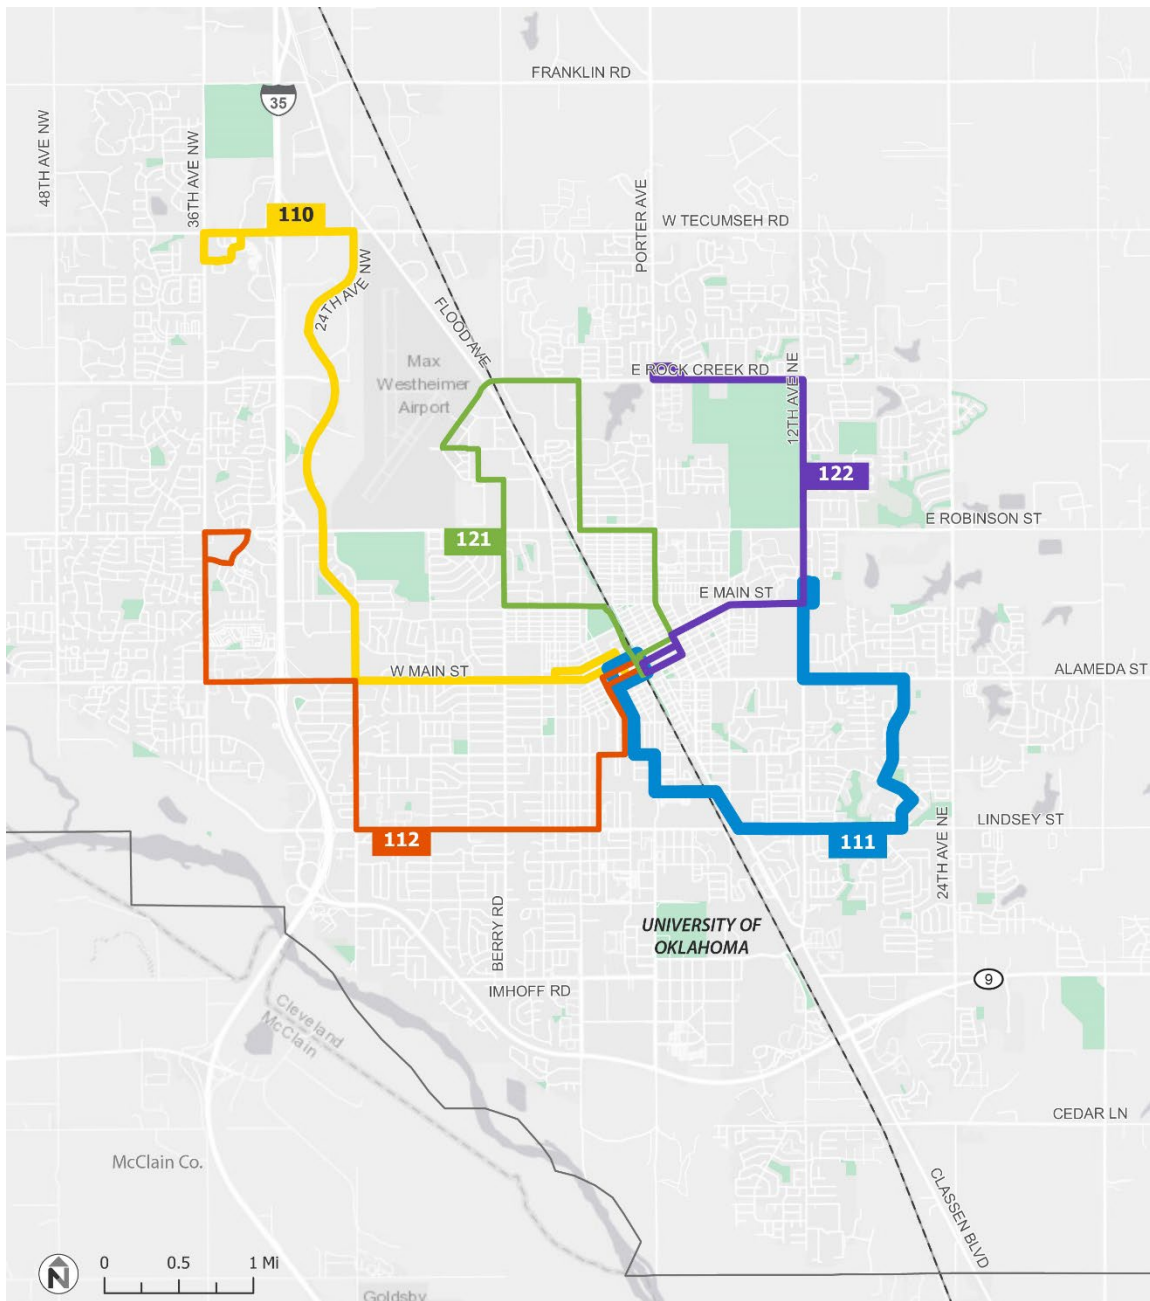 FRANKLIN RD
35
48TH AVE NW
36TH AVE NW
110
PORTER AVE
W TECUMSEH RD
24TH AVE NW
FLOOD AVE
Max
Westheimer
Airport
E ROCK CREEK RD
12TH AVE NE
122
121
E ROBINSON ST
E MAIN ST
W MAIN ST
ALAMEDA ST
112
111
LINDSEY ST
24TH AVE NE
BERRY RD
UNIVERSITY OF
OKLAHOMA
IMHOFF RD
9
Cleveland
McClain
CEDAR LN
McClain Co.
CLASSEN BLVD
N
0 0.5 1 Mi
Goldsby